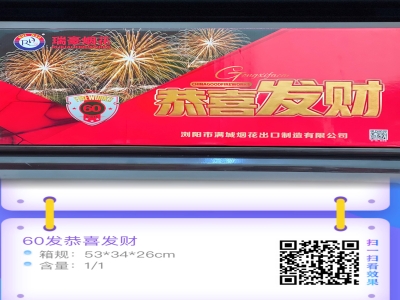 瑞嘉烟花
恭喜发财
60
浏阳市满城烟花出口制造有限公司
60发恭喜发财
箱规：53*34*26cm
含量：1/1
扫一扫看效果